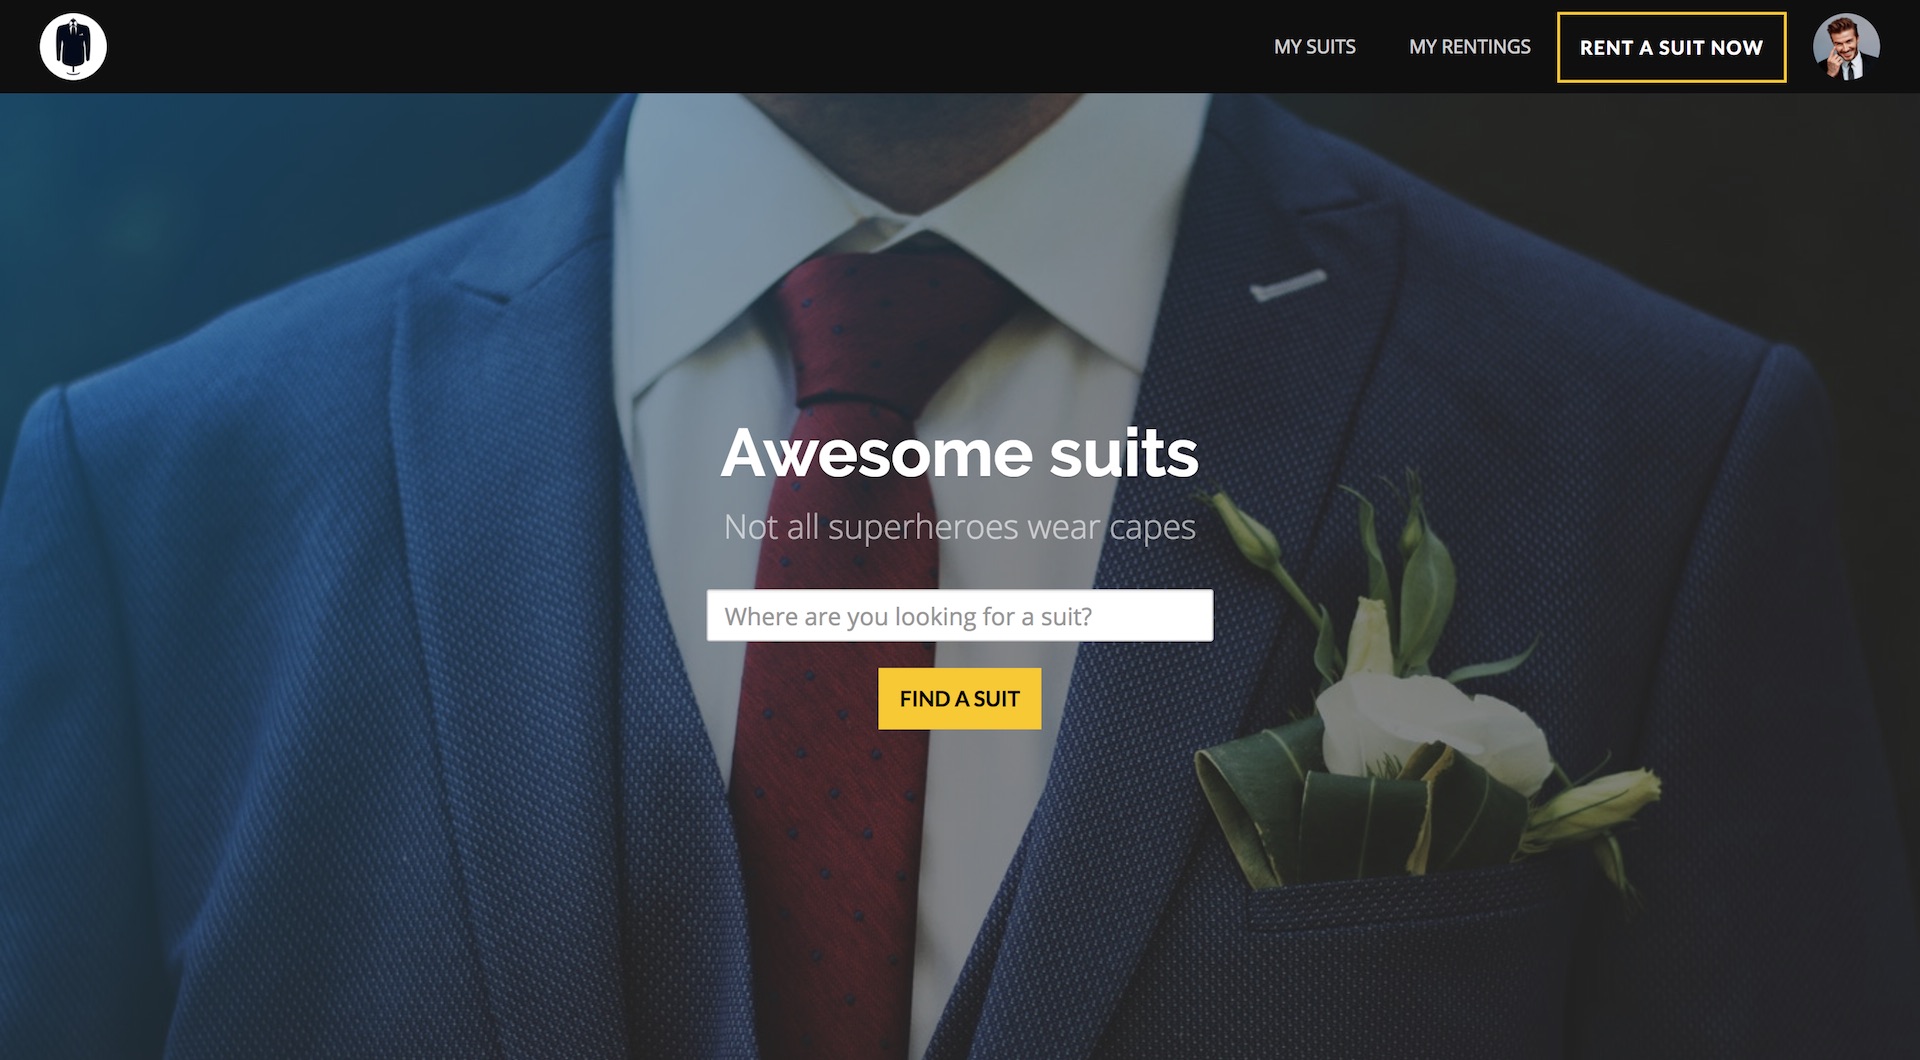 MY SUITS
MY RENTINGS
RENT A SUIT NOW
Awesome suits
Not all superheroes wear capes
Where are you looking for a suit?
FIND A SUIT